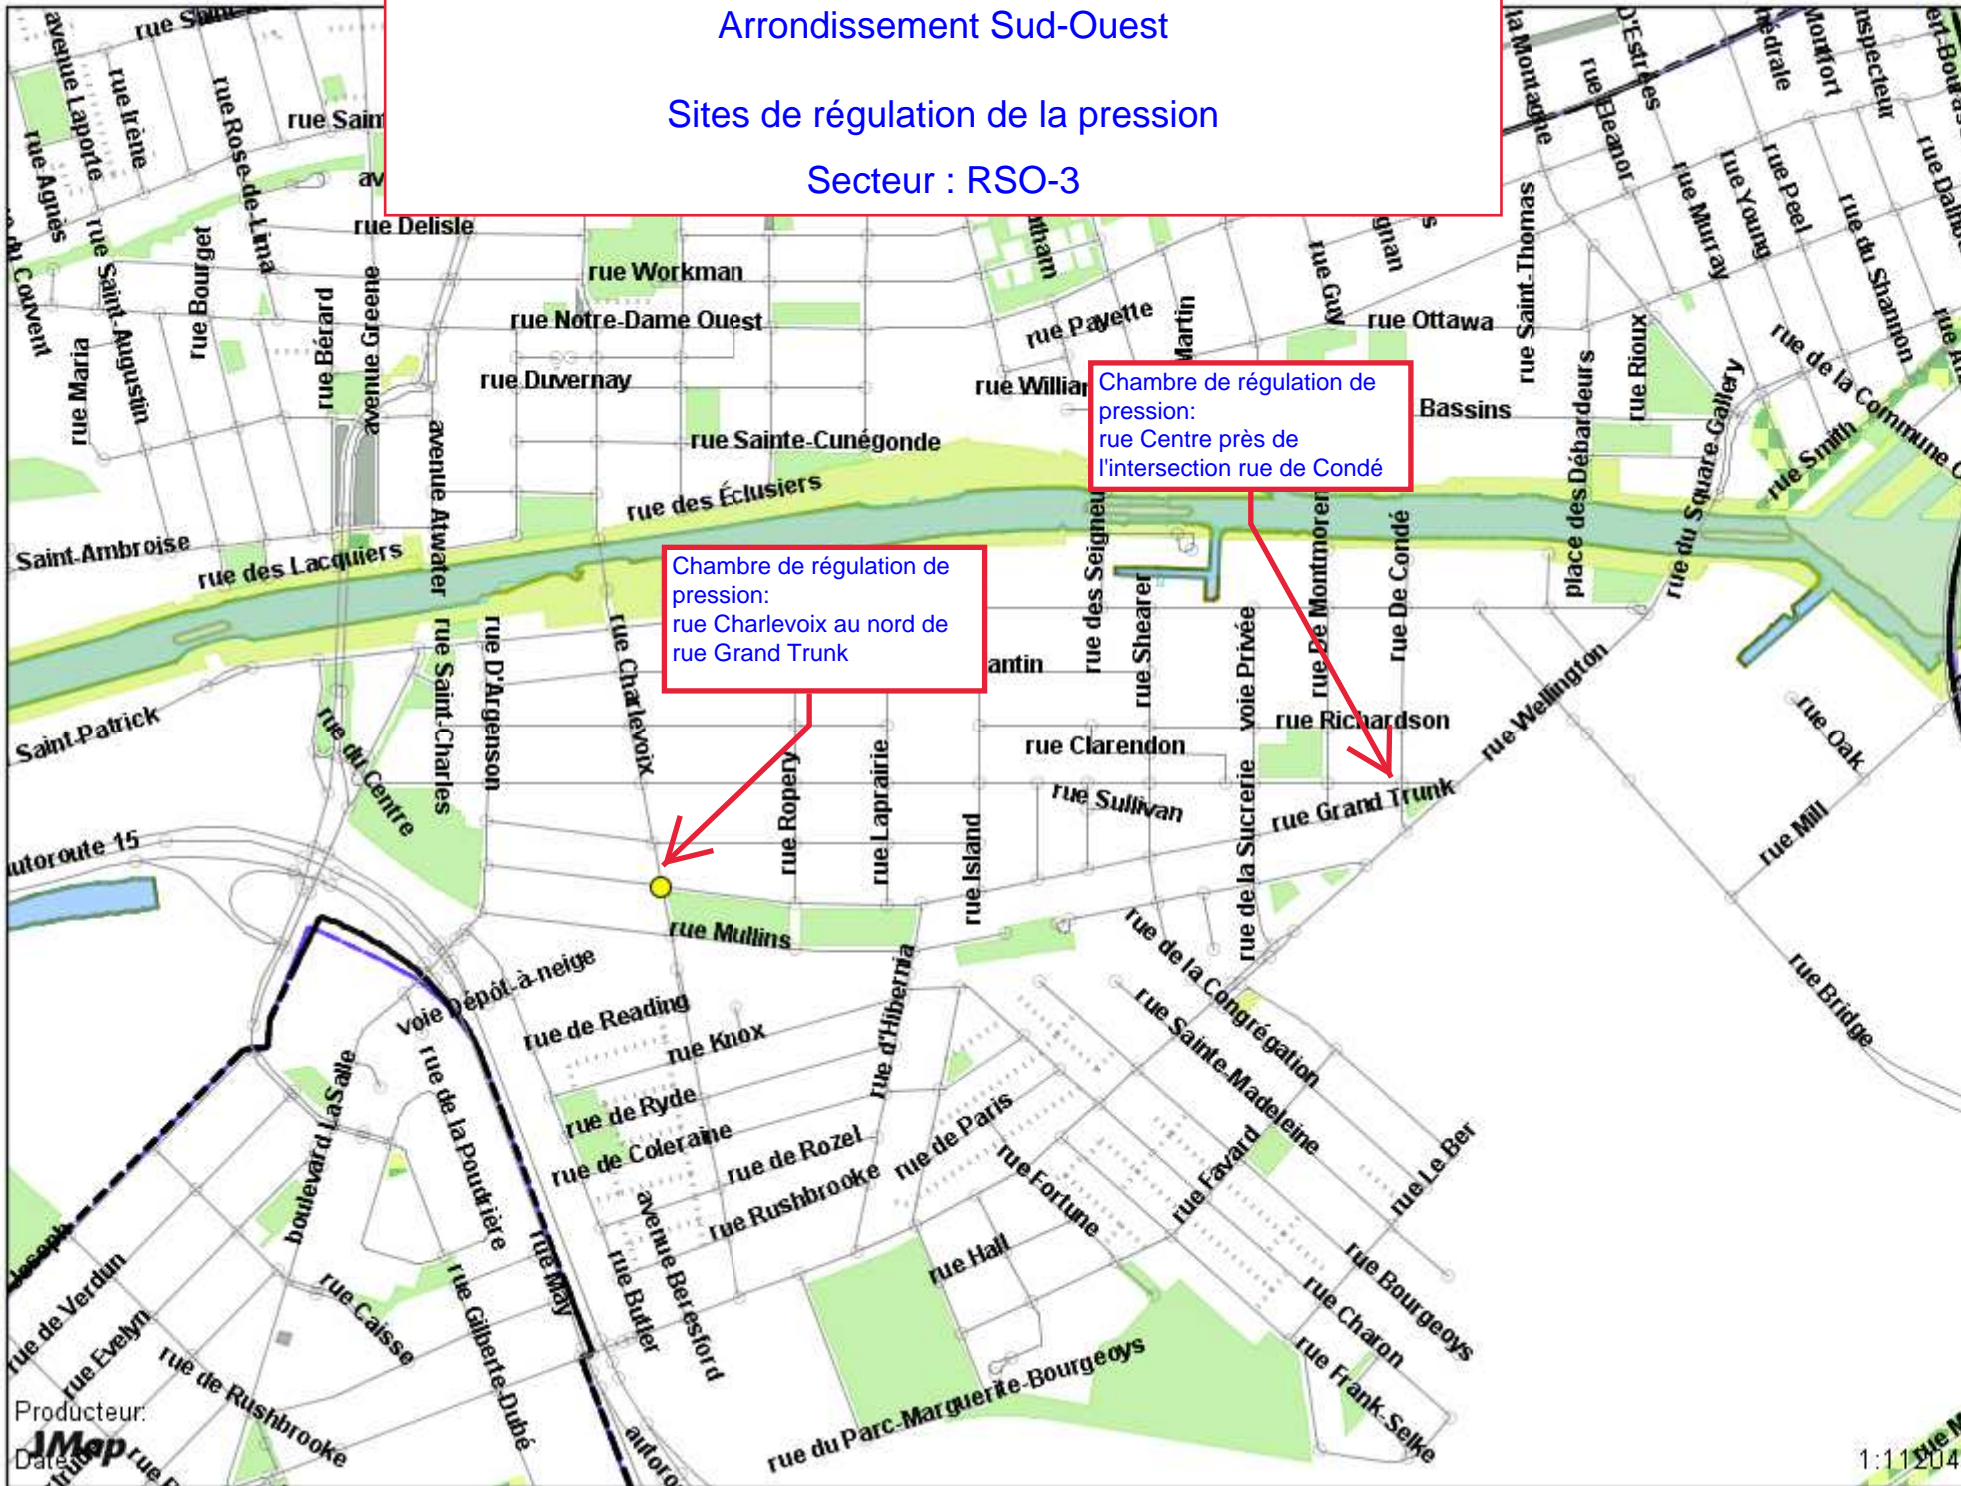 Arrondissement Sud-Ouest
Sites de régulation de la pression
Secteur : RSO-3
avenue Laporte
rue Irène
rue Rose-de-Lima
rue Agnès
rue Saint-Augustin
rue Bourget
rue Delisle
rue Workman
rue Notre-Dame Ouest
rue Duvernay
rue Sainte-Cunégonde
rue des Éclusiers
rue Maria
rue Bérard
avenue Greene
avenue Atwater
rue Payette
Martin
rue Guy
rue Ottawa
rue Saint-Thomas
la Montagne
rue Eleanor
D'Estrées
rue Murray
rue Young
rue Peel
Montfort
rue du Shannon
rue Rioux
Bassins
place des Débardeurs
rue du Square-Gallery
rue Smith
rue de la Commune O
Chambre de régulation de
pression:
rue Centre près de
l'intersection rue de Condé
Chambre de régulation de
pression:
rue Charlevoix au nord de
rue Grand Trunk
Saint-Ambroise
rue des Lacquiers
Saint-Patrick
rue du Centre
rue Saint-Charles
rue D'Argenson
rue Charlevoix
rue des Seigneu
rue Shearer
voie Privée
rue De Montmoren
rue De Condé
antin
rue Richardson
rue Clarendon
rue Wellington
rue Oak
rue Mill
rue Bridge
rue Ropery
rue Laprairie
rue Island
rue Sullivan
rue de la Sucrerie
rue Grand Trunk
autoroute 15
rue Mullins
rue d'Hibernia
rue de la Congrégation
rue Sainte-Madeleine
voie Dépôt-à-neige
rue de Reading
rue Knox
rue de Ryde
rue de Coleraine
rue de Rozel
rue Rushbrooke
rue de Paris
rue Fortune
rue Favard
rue Le Ber
rue Bourgeoys
rue Charon
rue Frank-Selke
rue Hall
rue du Parc-Marguerite-Bourgeoys
boulevard LaSalle
rue de la Poudrière
rue May
rue Butler
avenue Beresford
rue Gilberte-Dubé
rue Caisse
rue de Verdun
rue Evelyn
rue de Rushbrooke
Producteur:
JMap